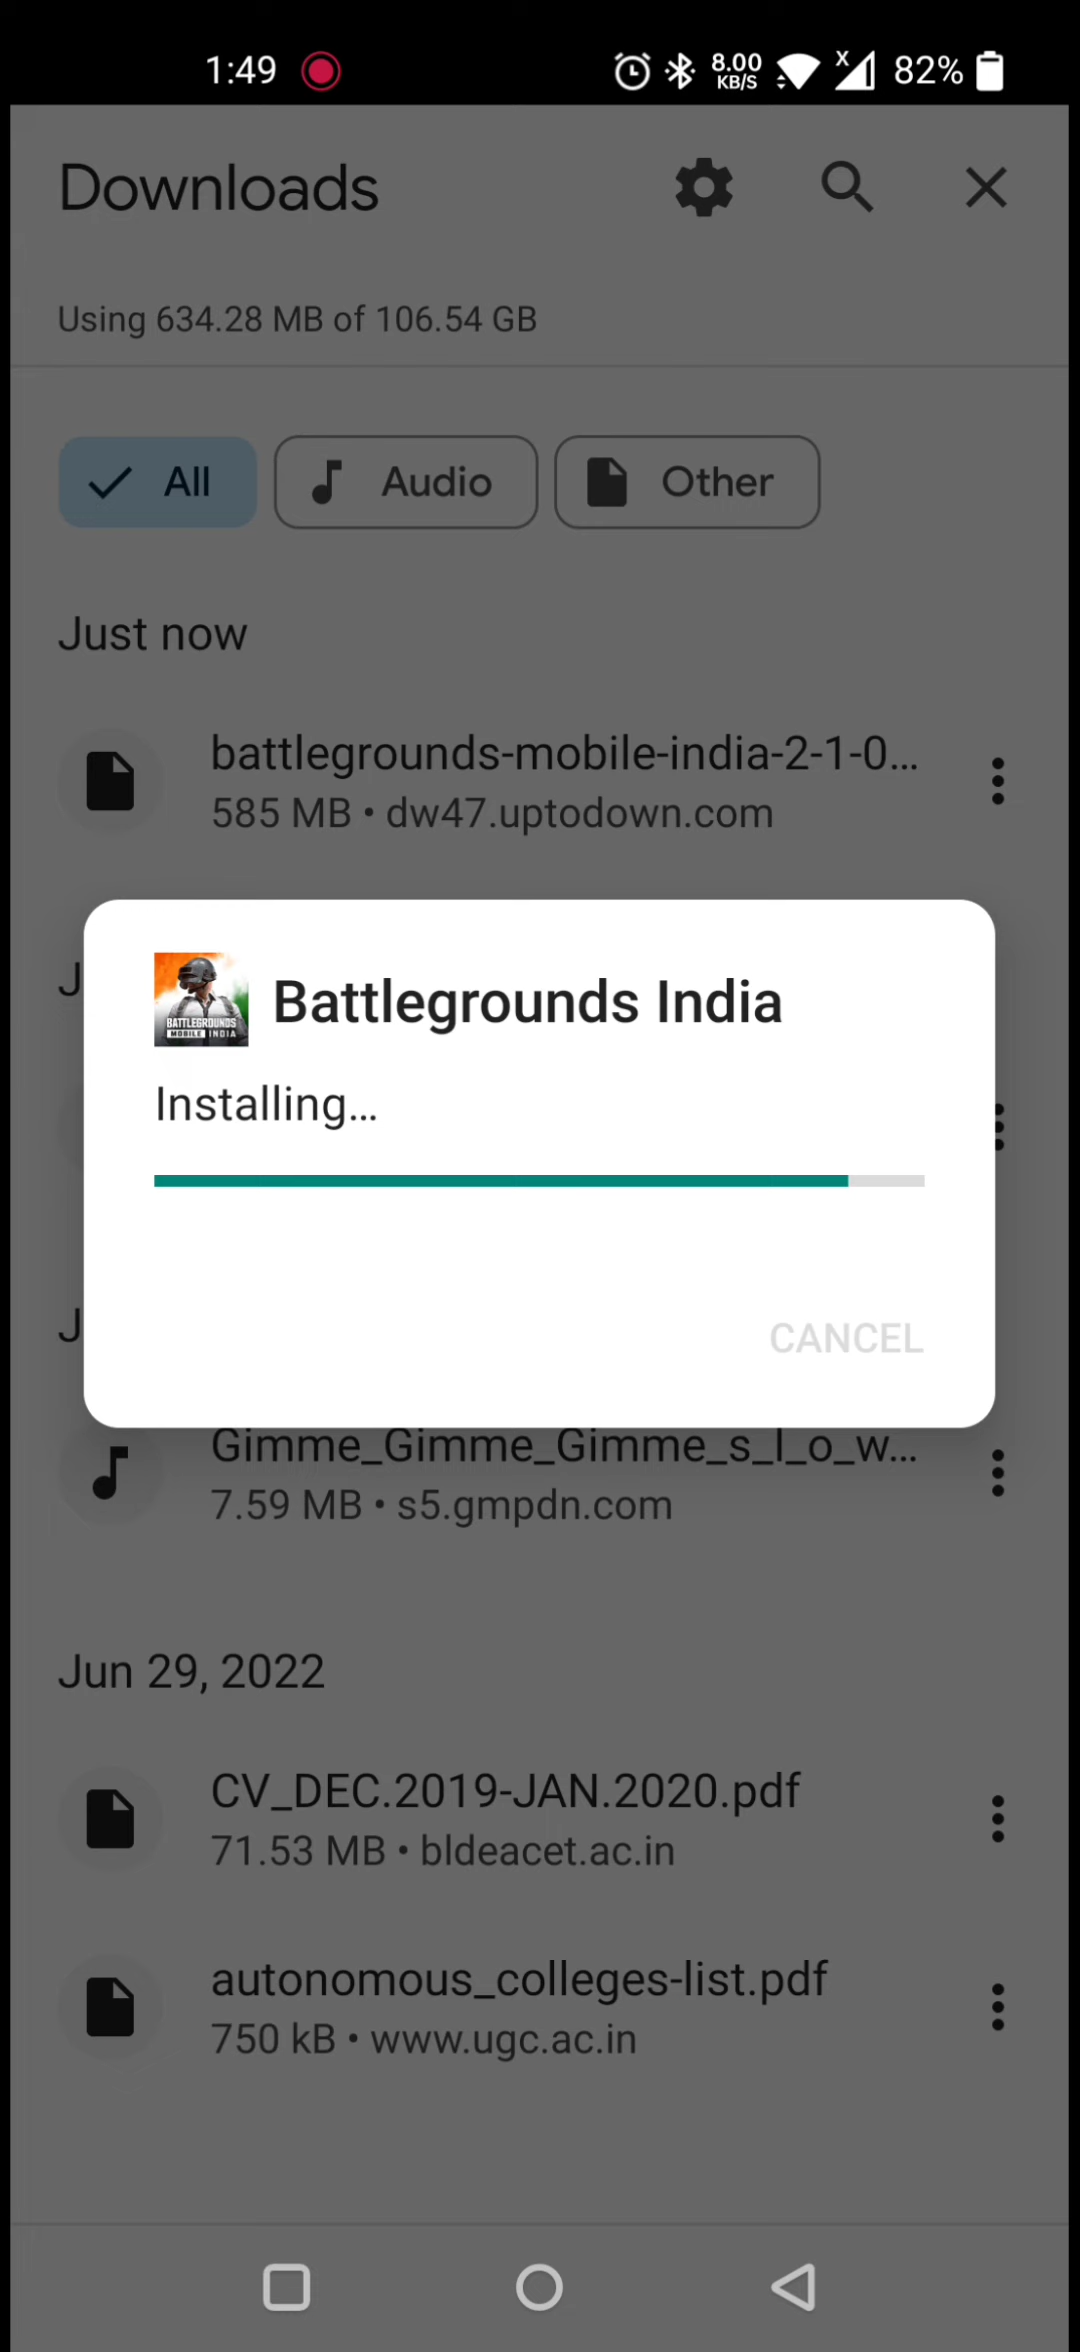 1:49
8.00
KB/S
X
82%
Downloads
Using 634.28 MB of 106.54 GB
All
Audio
Other
Just now
battlegrounds-mobile-india-2-1-0...
585 MB • dw47.uptodown.com
J
BATTLEGROUNDS
MOBILE INDIA
Battlegrounds India
Installing...
J
CANCEL
Gimme_Gimme_Gimme_s_l_o_w...
7.59 MB • s5.gmpdn.com
Jun 29, 2022
CV_DEC.2019-JAN.2020.pdf
71.53 MB • bldeacet.ac.in
autonomous_colleges-list.pdf
750 kB • www.ugc.ac.in